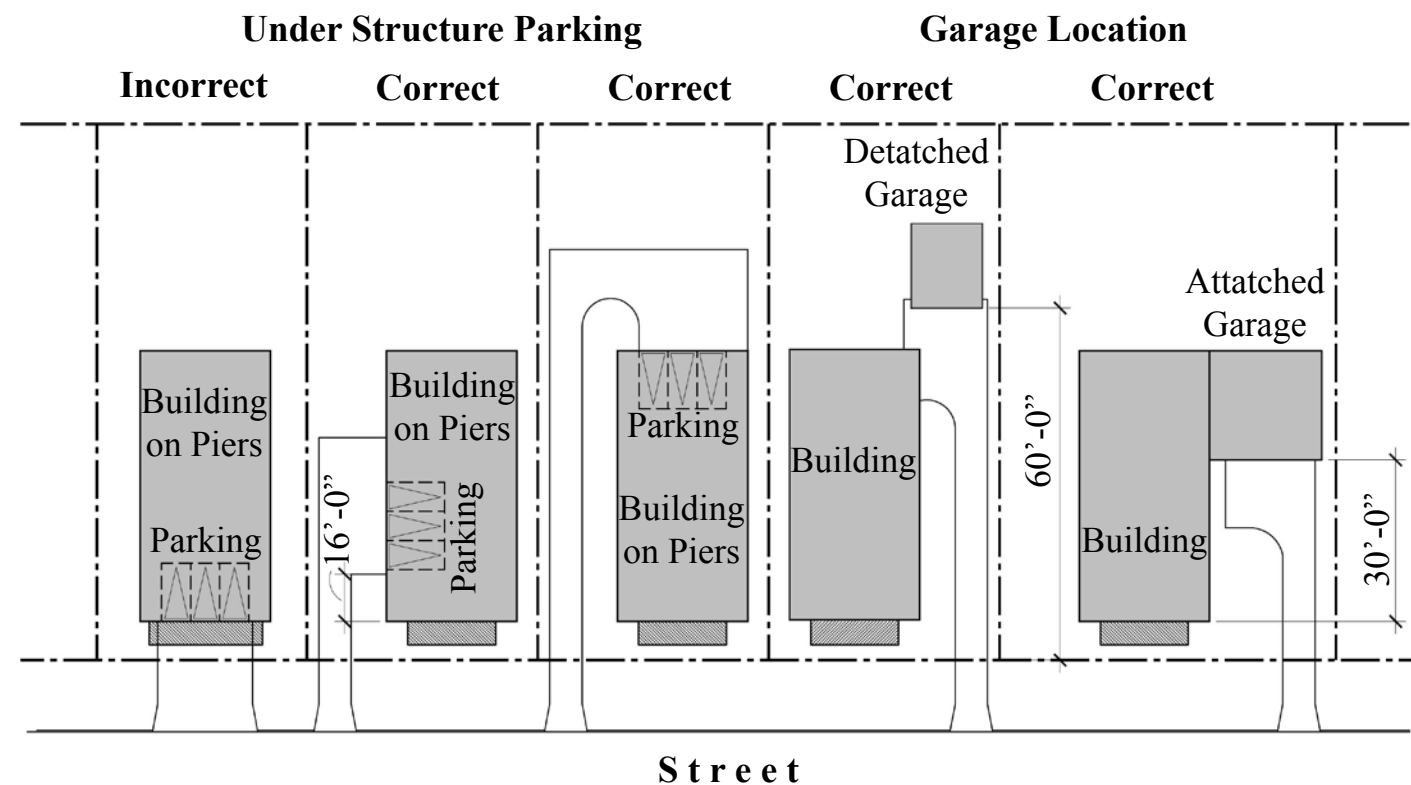 Under Structure Parking
Garage Location
Incorrect
Correct
Correct
Correct
Correct
Building
on Piers
Parking
Building
on Piers
Parking
16’-0”
Parking
Building
on Piers
Detatched
Garage
Building
60’-0”
Attatched
Garage
Building
30’-0”
Street